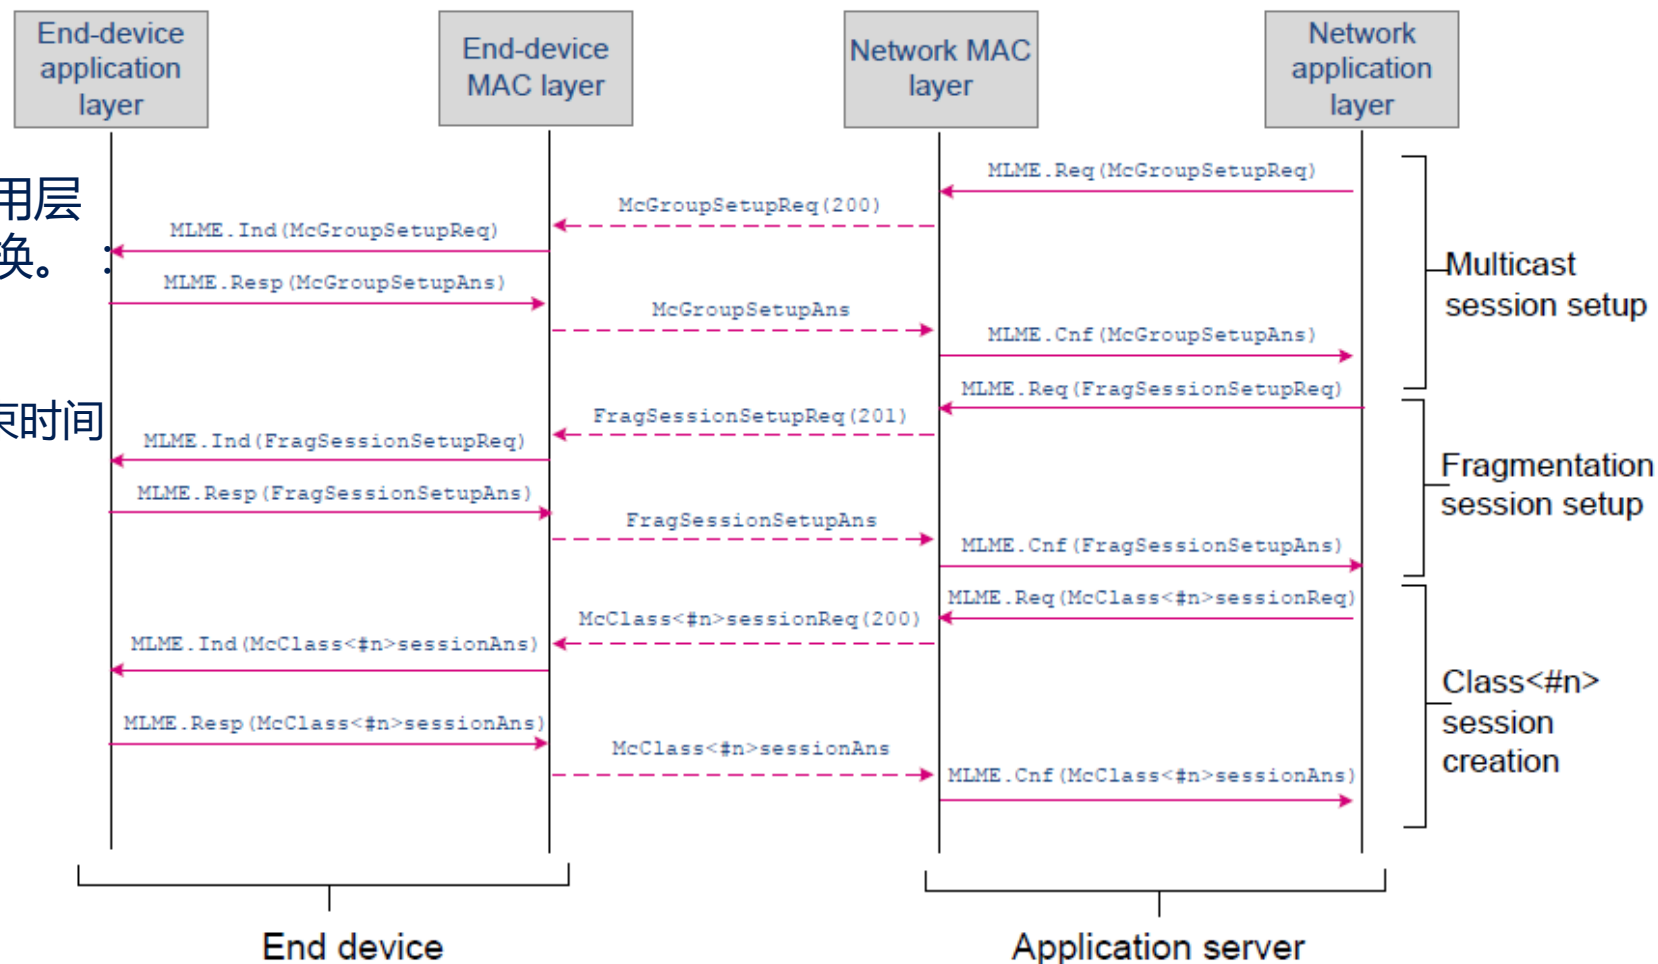 End-device
application
layer
End-device
MAC layer
Network MAC
layer
Network
application
layer
用层
换。 :
束时间
MLME.Req(McGroupSetupReq)
McGroupSetupReq(200)
MLME.Ind(McGroupSetupReq)
MLME.Resp(McGroupSetupAns)
McGroupSetupAns
MLME.Cnf(McGroupSetupAns)
Multicast
session setup
MLME.Req(FragSessionSetupReq)
FragSessionSetupReq(201)
MLME.Ind(FragSessionSetupReq)
MLME.Resp(FragSessionSetupAns)
FragSessionSetupAns
MLME.Cnf(FragSessionSetupAns)
Fragmentation
session setup
MLME.Req(McClass<#n>sessionReq)
McClass<#n>sessionReq(200)
MLME.Ind(McClass<#n>sessionAns)
MLME.Resp(McClass<#n>sessionAns)
McClass<#n>sessionAns
MLME.Cnf(McClass<#n>sessionAns)
Class<#n>
session
creation
End device
Application server